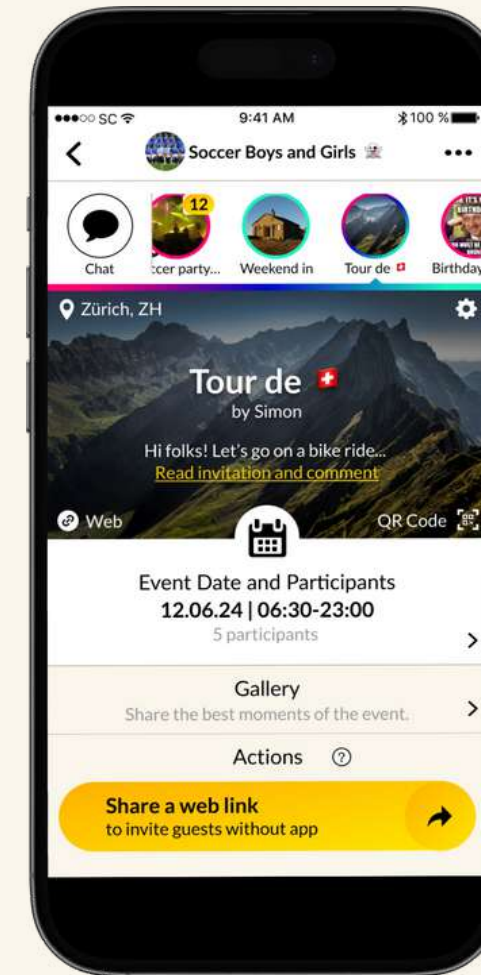 SC 9:41 AM 100 %
Soccer Boys and Girls
12
Chat ccer party... Weekend in Tour de Birthday
Zürich, ZH
Tour de
by Simon
Hi folks! Let's go on a bike ride...
Read invitation and comment
Web QR Code
Event Date and Participants
12.06.24 | 06:30-23:00
5 participants
Gallery
Share the best moments of the event.
Actions ?
Share a web link
to invite guests without app